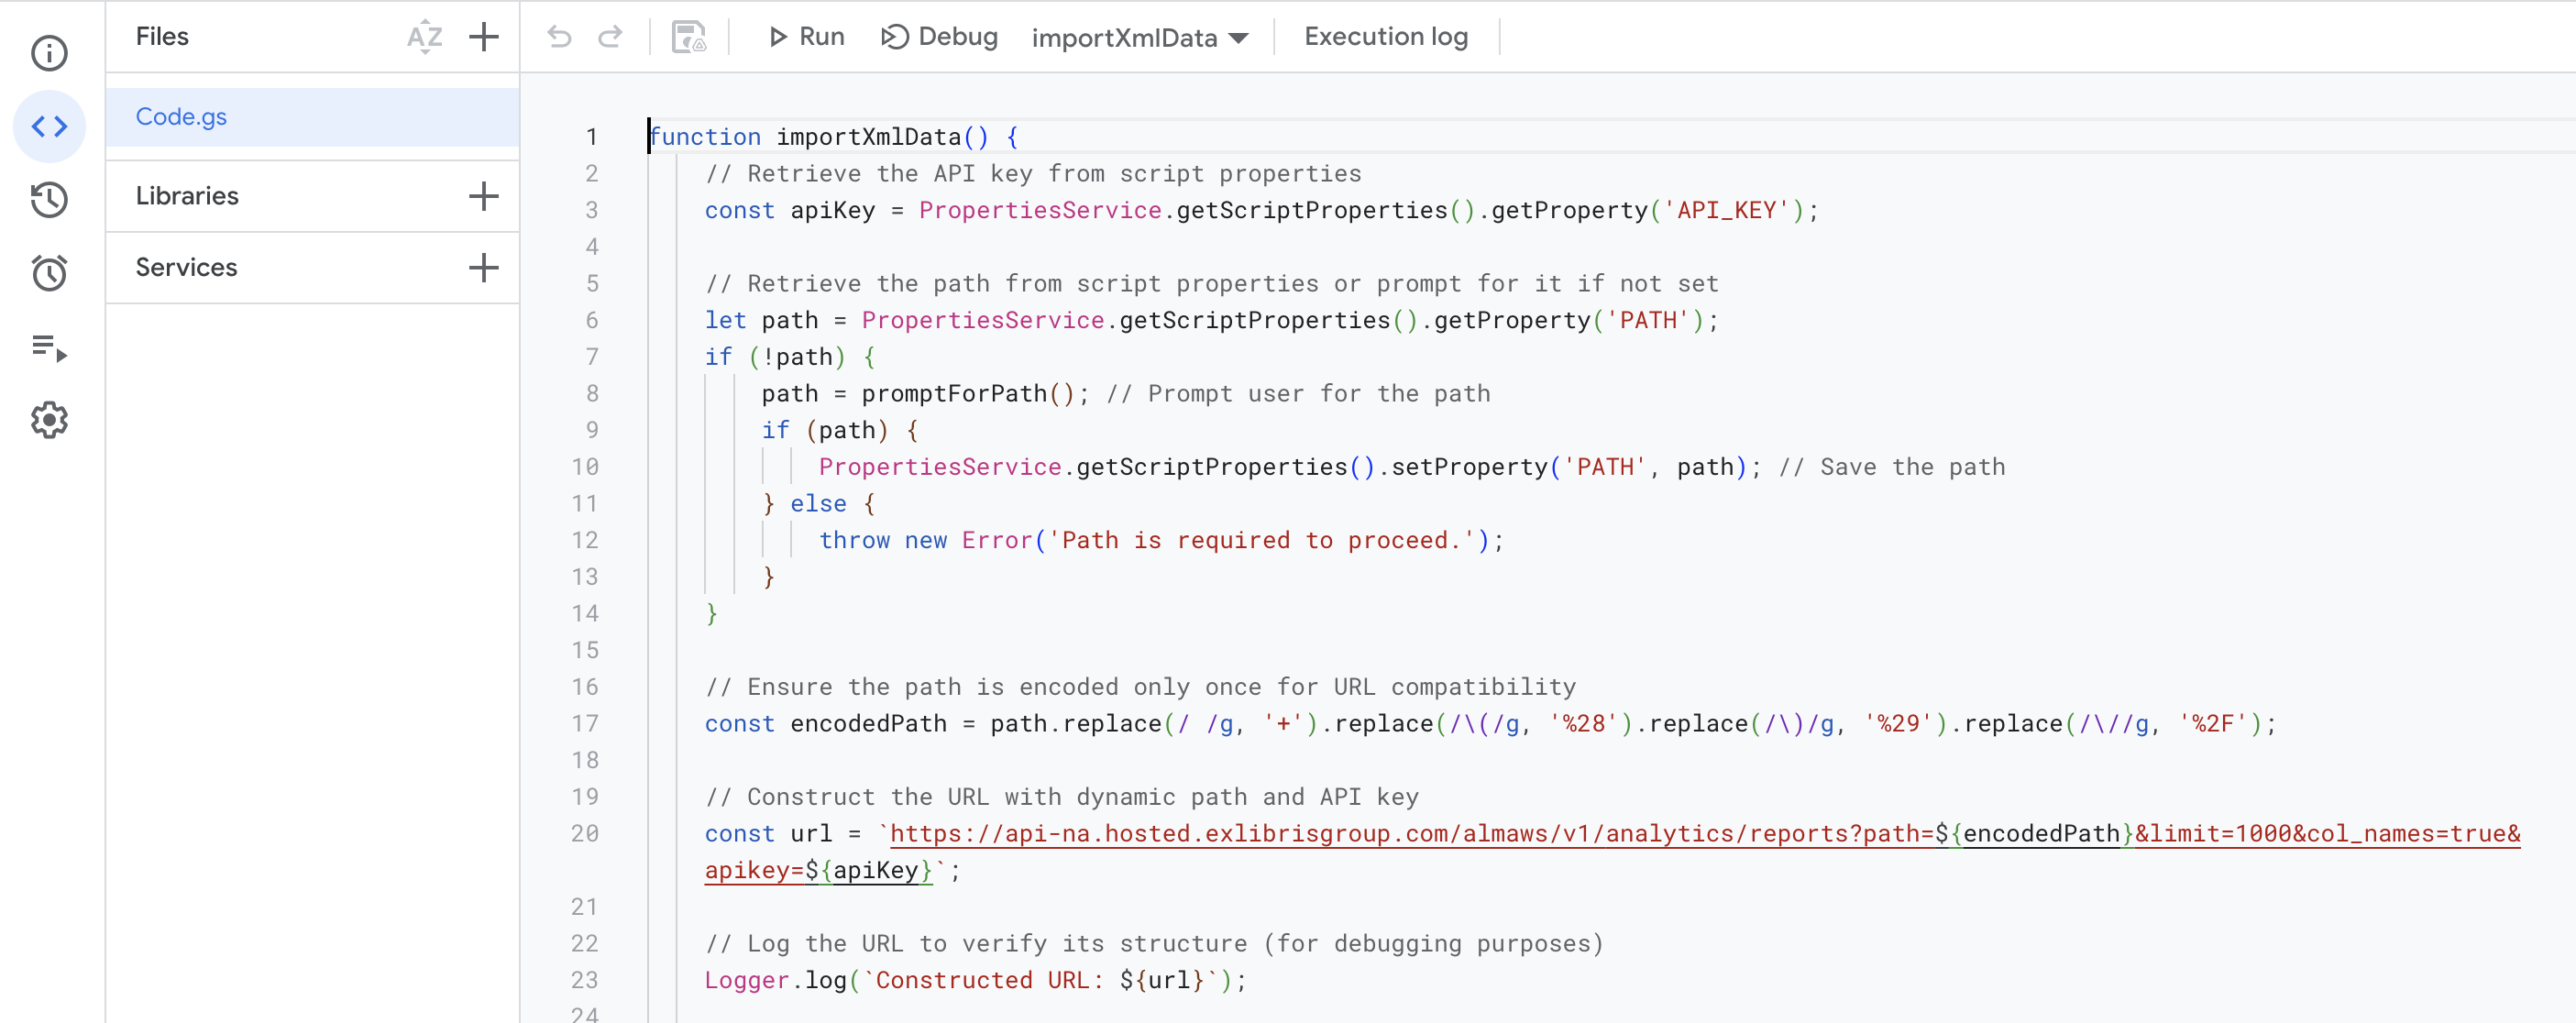 Files
AZ
Run
Debug
importXmlData
Execution log
Code.gs
Libraries
Services
1 function importXmlData() {
2 // Retrieve the API key from script properties
3 const apiKey = PropertiesService.getScriptProperties().getProperty('API_KEY');
4
5 // Retrieve the path from script properties or prompt for it if not set
6 let path = PropertiesService.getScriptProperties().getProperty('PATH');
7 if (!path) {
8 path = promptForPath(); // Prompt user for the path
9 if (path) {
10 PropertiesService.getScriptProperties().setProperty('PATH', path); // Save the path
11 } else {
12 throw new Error('Path is required to proceed.');
13 }
14 }
15
16 // Ensure the path is encoded only once for URL compatibility
17 const encodedPath = path.replace(/ /g, '+').replace(/\(/g, '%28').replace(/\)/g, '%29').replace(/\//g, '%2F');
18
19 // Construct the URL with dynamic path and API key
20 const url = `https://api-na.hosted.exlibrisgroup.com/almaws/v1/analytics/reports?path=${encodedPath}&limit=1000&col_names=true&
apikey=${apiKey}`;
21
22 // Log the URL to verify its structure (for debugging purposes)
23 Logger.log(`Constructed URL: ${url}`);
24